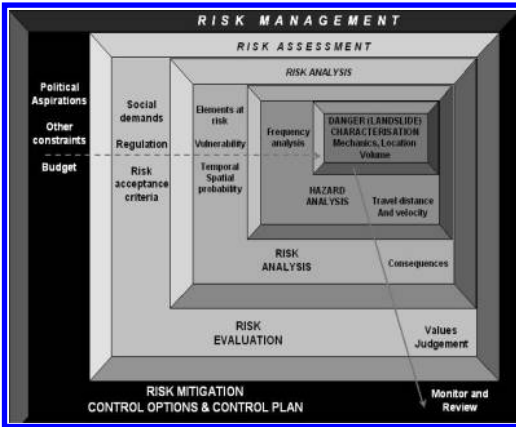 RISK MANAGEMENT
RISK ASSESSMENT
RISK ANALYSIS
Political
Aspirations
Other
constraints
Budget
Social
demands
Regulation
Risk
acceptance
criteria
Elements at
risk
Vulnerability
Temporal
Spatial
probability
Frequency
analysis
DANGER (LANDSLIDE)
CHARACTERISATION
Mechanics, Location
Volume
HAZARD
ANALYSIS
Travel distance
And velocity
RISK
ANALYSIS
Consequences
RISK
EVALUATION
Values
Judgement
RISK MITIGATION
CONTROL OPTIONS & CONTROL PLAN
Monitor and
Review